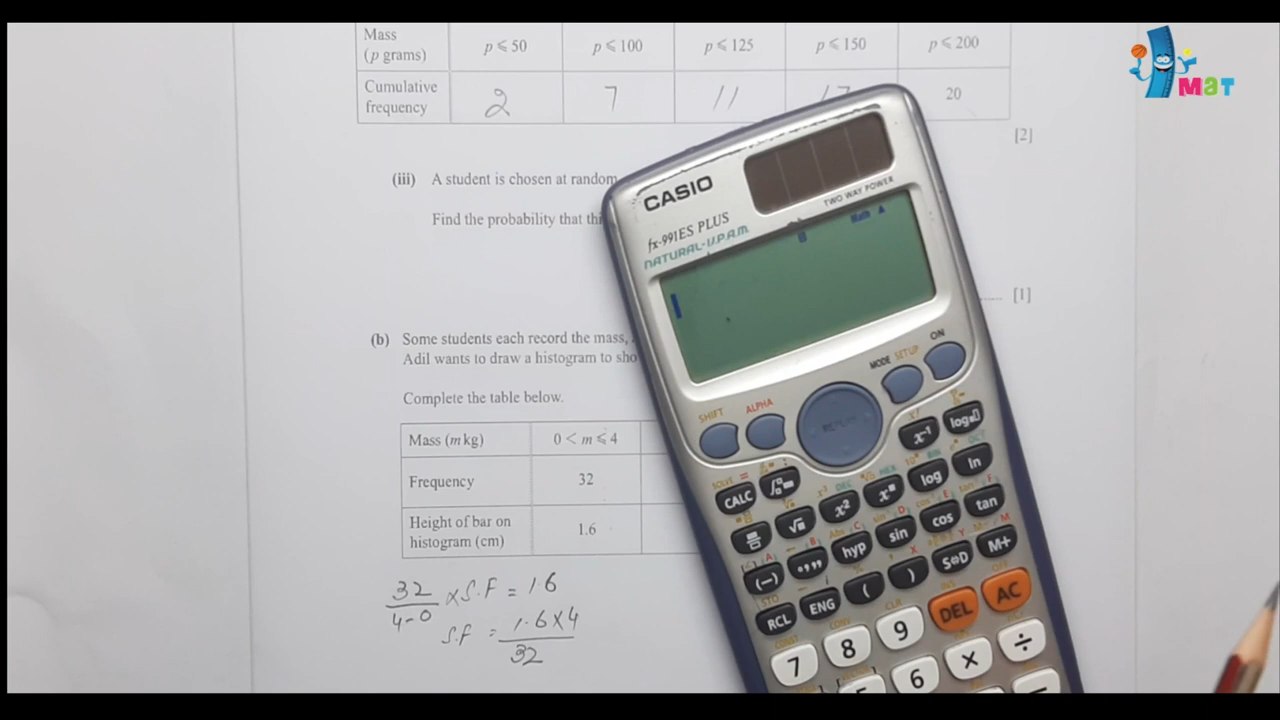 Mass
(p grams)
p ⩽ 50
p ⩽ 100
p ⩽ 125
p ⩽ 150
p ⩽ 200
Cumulative
frequency
2
7
11
17
20
[2]
MAT
(iii) A student is chosen at random
Find the probability that thi
[1]
(b) Some students each record the mass,
Adil wants to draw a histogram to sho
Complete the table below.
Mass (m kg)
0 < m ⩽ 4
Frequency
32
Height of bar on
histogram (cm)
1.6
32
4-0
× S.F = 1.6
S.F = 1.6 × 4
32
CASIO
TWO WAY POWER
fx-991ES PLUS
NATURAL-V.P.A.M.
Math ▲
SHIFT
ALPHA
MODE SETUP
ON
CALC
x⁻¹
log
x²
log
ln
(−)
hyp
sin
cos
tan
RCL
ENG
(
)
S⇔D
M+
7
8
9
DEL
AC
6
×
÷